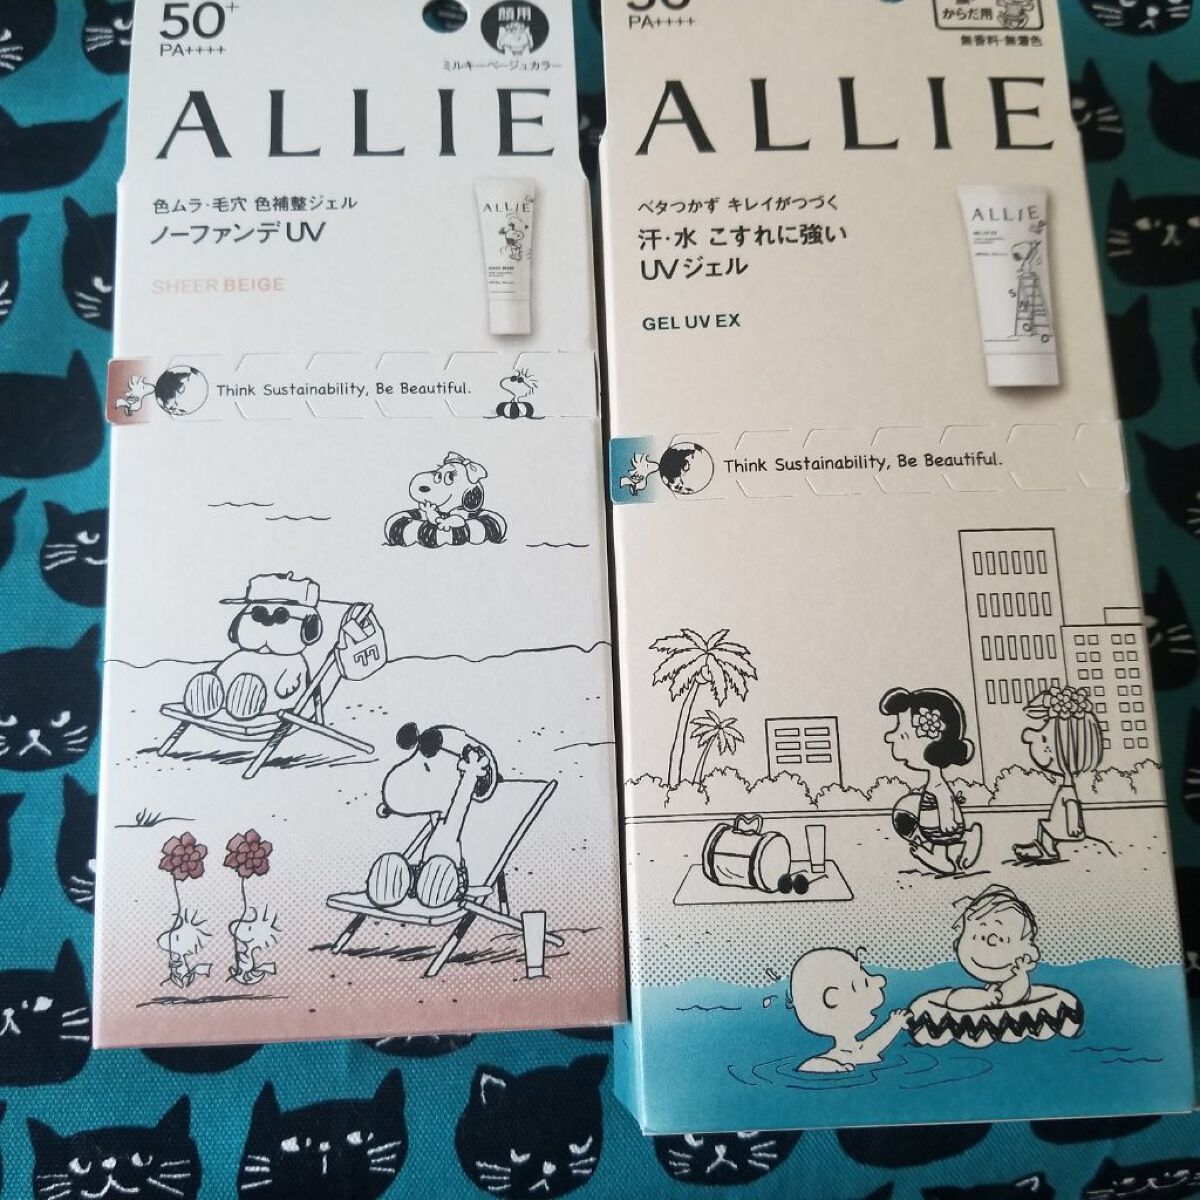 50+
PA++++
顔用
ミルキーベージュカラー
ALLIE
色ムラ・毛穴 色補整ジェル
ノーファンデUV
SHEER BEIGE
ALLIE
Think Sustainability, Be Beautiful.
PA++++
からだ用
無香料・無着色
ALLIE
ベタつかず キレイがつづく
汗・水 こすれに強い
UVジェル
GEL UV EX
ALLIE
Think Sustainability, Be Beautiful.